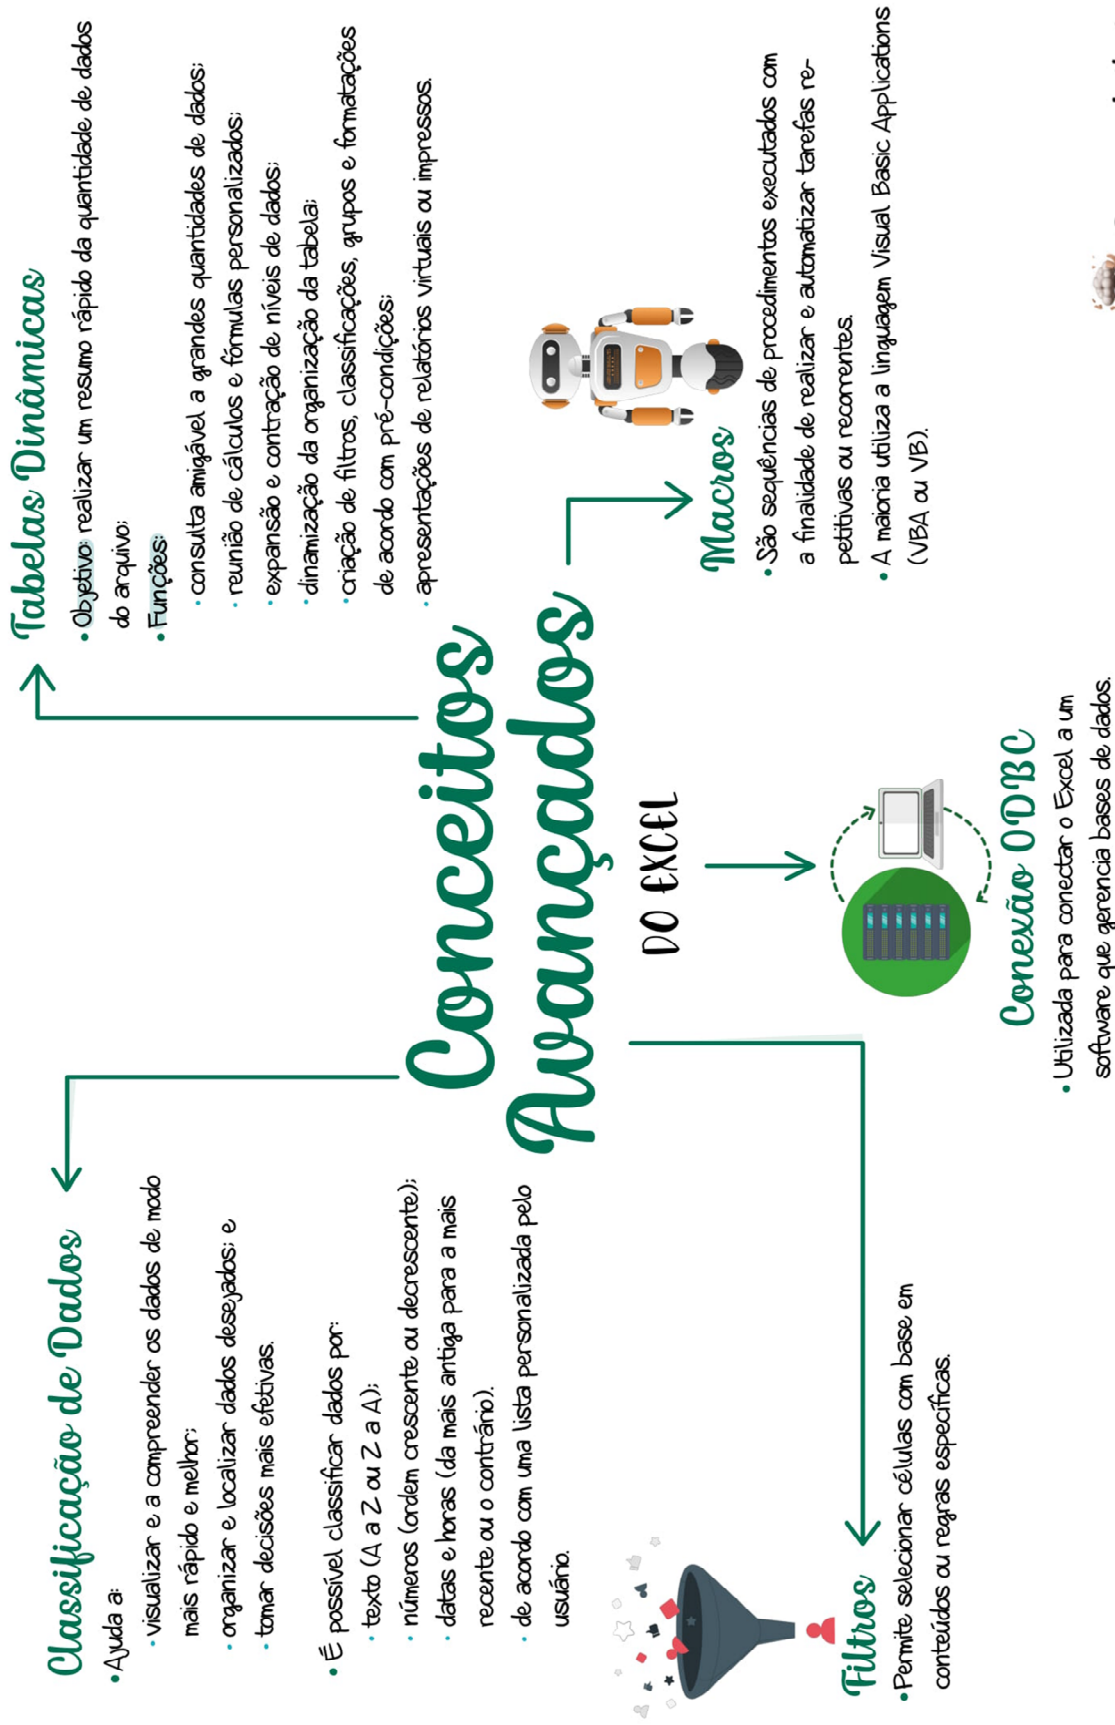 Conceitos
Avançados
DO EXCEL
Classificação de Dados
• Ajuda a:
• visualizar e a compreender os dados de modo
mais rápido e melhor;
• organizar e localizar dados desejados; e
• tomar decisões mais efetivas.
• É possível classificar dados por:
• texto (A a Z ou Z a A);
• números (ordem crescente ou decrescente);
• datas e horas (da mais antiga para a mais
recente ou o contrário).
• de acordo com uma lista personalizada pelo
usuário.
Tabelas Dinâmicas
• Objetivo: realizar um resumo rápido da quantidade de dados
do arquivo;
• Funções:
• consulta amigável a grandes quantidades de dados;
• reunião de cálculos e fórmulas personalizados;
• expansão e contração de níveis de dados;
• dinamização da organização da tabela;
• criação de filtros, classificações, grupos e formatações
de acordo com pré-condições;
• apresentações de relatórios virtuais ou impressos.
Filtros
• Permite selecionar células com base em
conteúdos ou regras específicas.
Conexão ODBC
• Utilizada para conectar o Excel a um
software que gerencia bases de dados.
Macros
• São sequências de procedimentos executados com
a finalidade de realizar e automatizar tarefas re-
petitivas ou recorrentes.
• A maioria utiliza a linguagem Visual Basic Applications
(VBA ou VB).